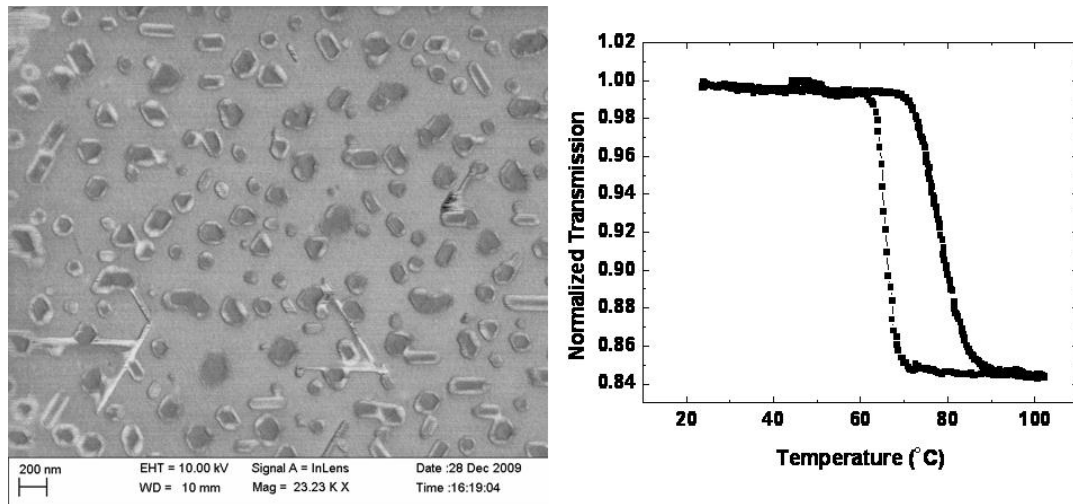 200 nm
EHT = 10.00 kV
WD = 10 mm
Signal A = InLens
Mag = 23.23 K X
Date :28 Dec 2009
Time :16:19:04
1.02
1.00
0.98
0.96
0.94
0.92
0.90
0.88
0.86
0.84
Normalized Transmission
20 40 60 80 100
Temperature (°C)